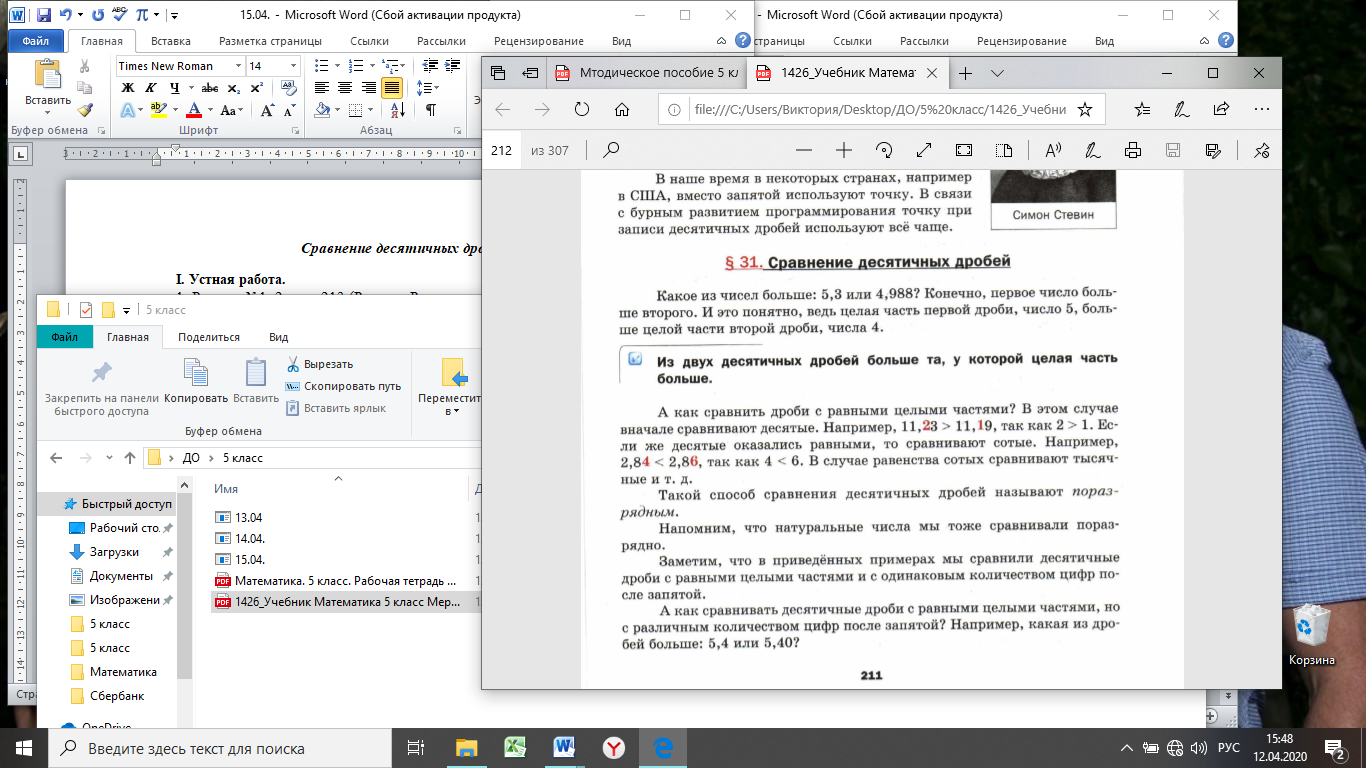 15.04. - Microsoft Word (Сбой активации продукта)
- Microsoft Word (Сбой активации продукта)
Файл Главная Вставка Разметка страницы Ссылки Рассылки Рецензирование Вид
Ссылки Рассылки Рецензирование Вид
Вставить
Буфер обмена
Times New Roman 14
Шрифт
Абзац
Сравнение десятичных
I. Устная работа.
1426_Учебник Матема
file:///C:/Users/Виктория/Desktop/ДО/5%20класс/1426_Учебни
212 из 307
В наше время в некоторых странах, например
в США, вместо запятой используют точку. В связи
с бурным развитием программирования точку при
записи десятичных дробей используют всё чаще.
Симон Стевин
§ 31. Сравнение десятичных дробей
Какое из чисел больше: 5,3 или 4,988? Конечно, первое число боль-
ше второго. И это понятно, ведь целая часть первой дроби, число 5, боль-
ше целой части второй дроби, числа 4.
Из двух десятичных дробей больше та, у которой целая часть
больше.
А как сравнить дроби с равными целыми частями? В этом случае
вначале сравнивают десятые. Например, 11,23 > 11,19, так как 2 > 1. Ес-
ли же десятые оказались равными, то сравнивают сотые. Например,
2,84 < 2,86, так как 4 < 6. В случае равенства сотых сравнивают тысяч-
ные и т. д.
Такой способ сравнения десятичных дробей называют пораз-
рядным.
Напомним, что натуральные числа мы тоже сравнивали пораз-
рядно.
Заметим, что в приведённых примерах мы сравнили десятичные
дроби с равными целыми частями и с одинаковым количеством цифр по-
сле запятой.
А как сравнивать десятичные дроби с равными целыми частями, но
с различным количеством цифр после запятой? Например, какая из дро-
бей больше: 5,4 или 5,40?
211
Мтодическое пособие 5 кл
5 класс
Файл Главная Поделиться Вид
Закрепить на панели
быстрого доступа
Копировать
Вставить
Вырезать
Скопировать путь
Вставить ярлык
Переместит
в
Буфер обмена
ДО 5 класс
Имя
Быстрый доступ
Рабочий сто.
Загрузки
Документы
Изображени
5 класс
5 класс
Математика
Сбербанк
OneDrive
13.04
14.04.
15.04.
Математика. 5 класс. Рабочая тетрадь ...
1426_Учебник Математика 5 класс Мер...
Корзина
Введите здесь текст для поиска
РУС
15:48
12.04.2020
2